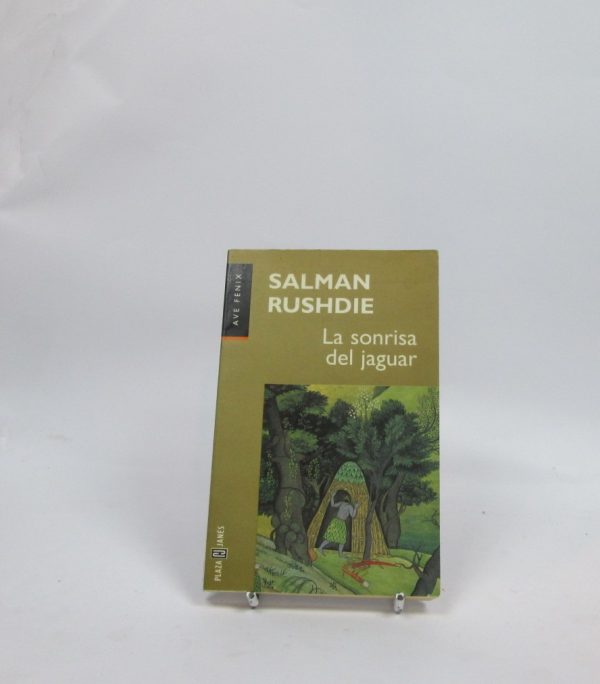 AVE FENIX
SALMAN
RUSHDIE
La sonrisa
del jaguar
PLAZA JANES